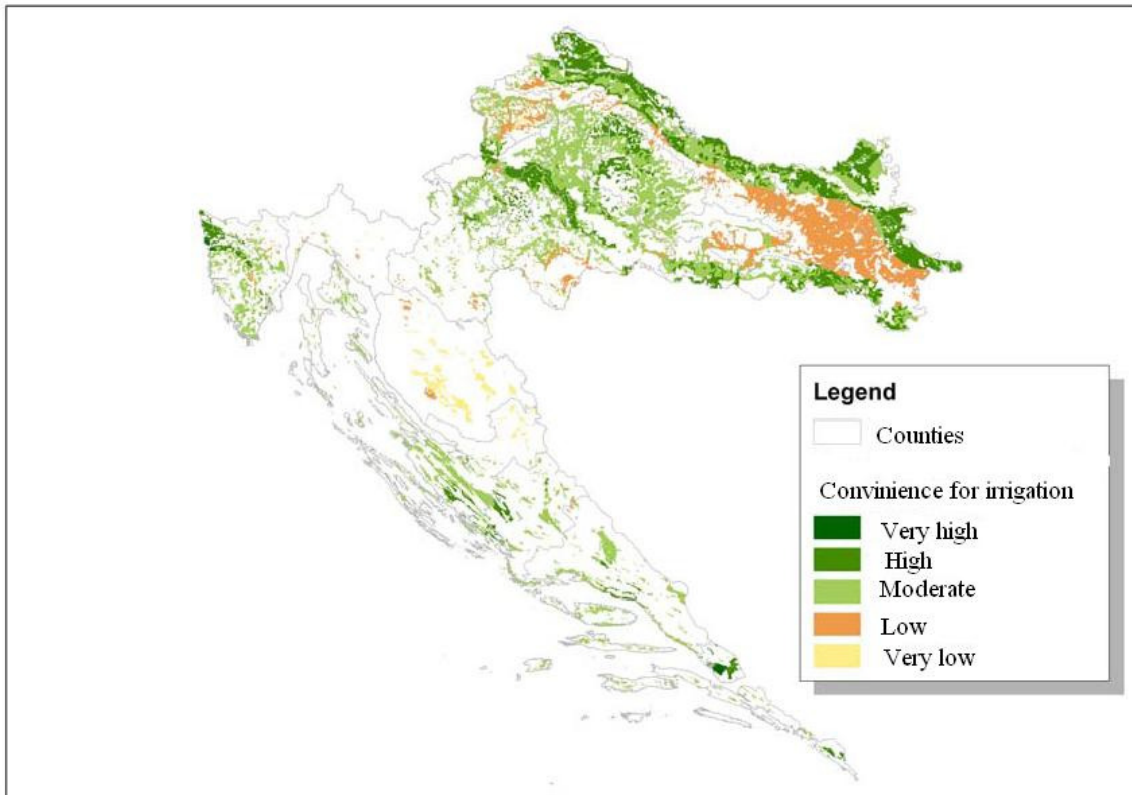 Legend
Counties
Convinience for irrigation
Very high
High
Moderate
Low
Very low